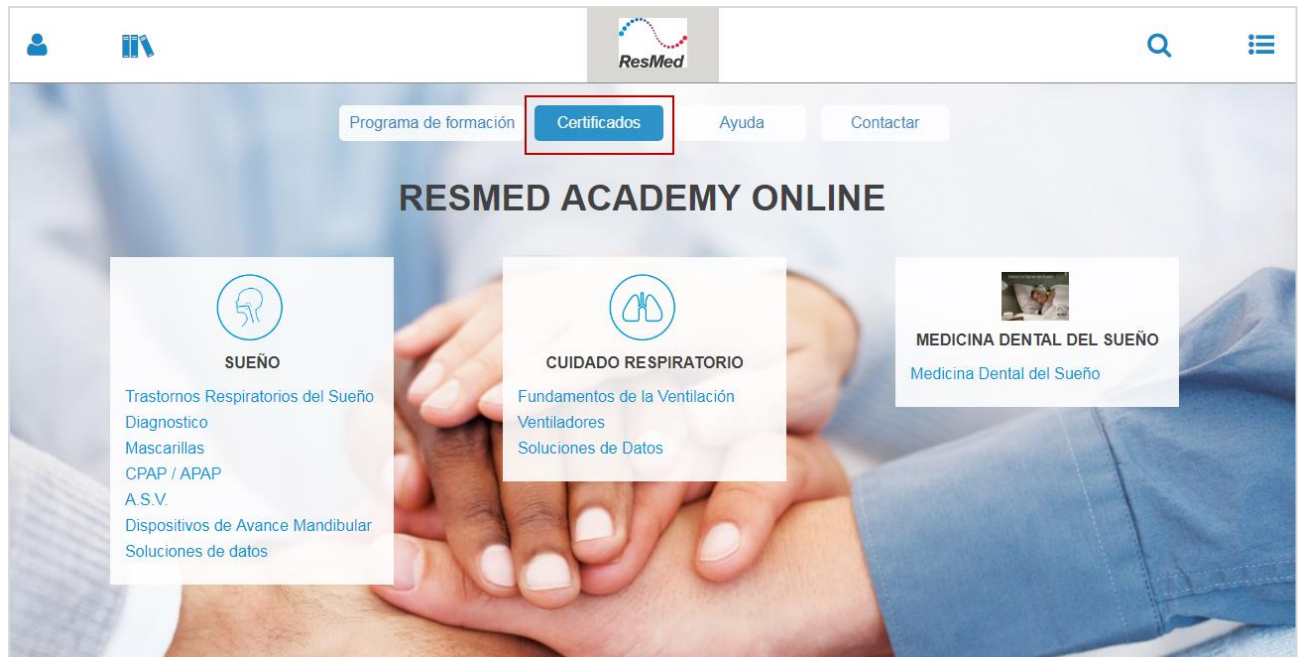 ResMed
Programa de formación
Certificados
Ayuda
Contactar
RESMED ACADEMY ONLINE
SUEÑO
Trastornos Respiratorios del Sueño
Diagnostico
Mascarillas
CPAP / APAP
A.S.V.
Dispositivos de Avance Mandibular
Soluciones de datos
CUIDADO RESPIRATORIO
Fundamentos de la Ventilación
Ventiladores
Soluciones de Datos
MEDICINA DENTAL DEL SUEÑO
Medicina Dental del Sueño